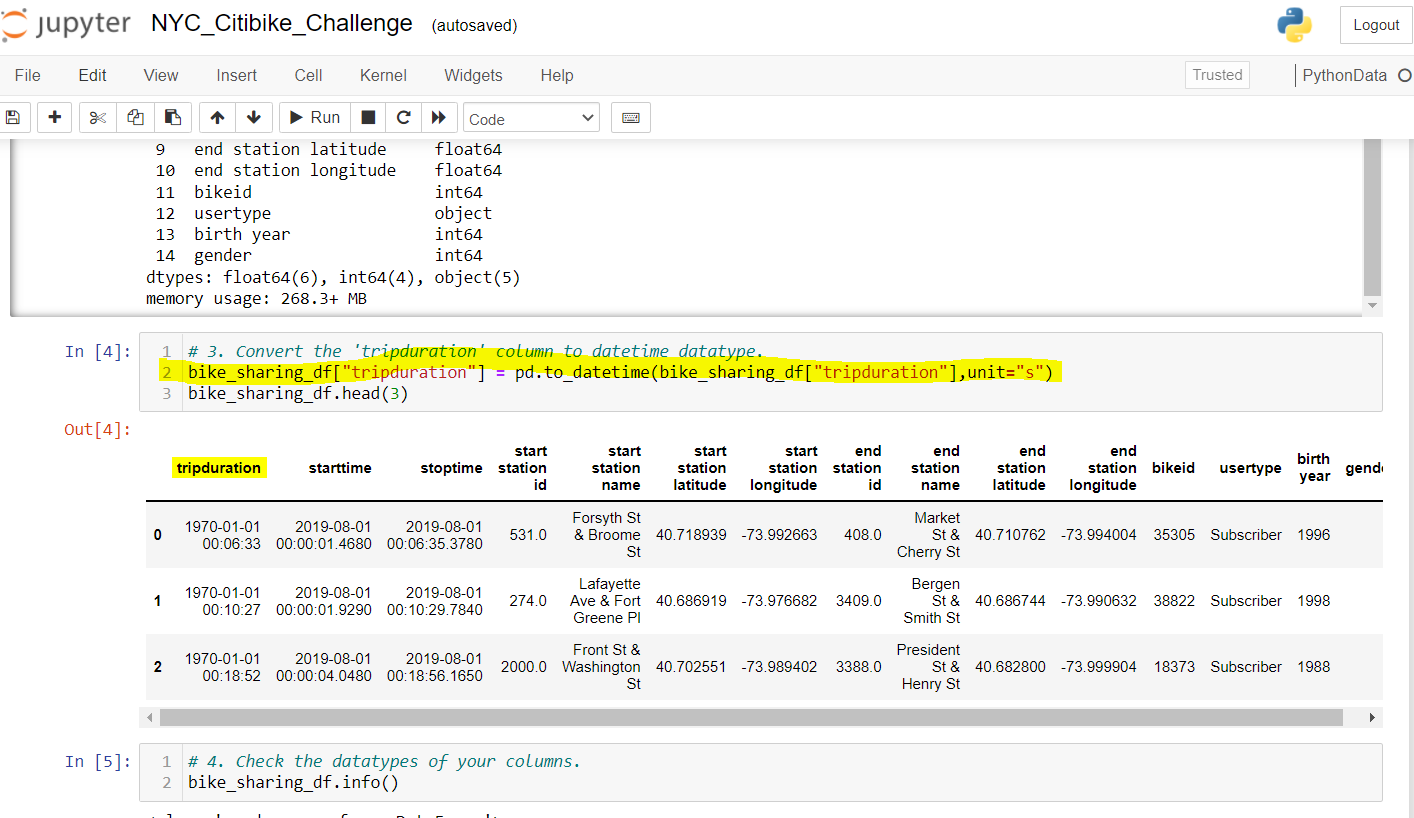 jupyter NYC_Citibike_Challenge (autosaved) Logout
File Edit View Insert Cell Kernel Widgets Help Trusted PythonData
Run Code
9 end station latitude float64
10 end station longitude float64
11 bikeid int64
12 usertype object
13 birth year int64
14 gender int64
dtypes: float64(6), int64(4), object(5)
memory usage: 268.3+ MB
In [4]: 1 # 3. Convert the 'tripduration' column to datetime datatype.
2 bike_sharing_df["tripduration"] = pd.to_datetime(bike_sharing_df["tripduration"],unit="s")
3 bike_sharing_df.head(3)
Out[4]:
tripduration starttime stoptime start station id start station name start station latitude start station longitude end station id end station name end station latitude end station longitude bikeid usertype birth year
0 1970-01-01 00:06:33 2019-08-01 00:00:01.4680 2019-08-01 00:06:35.3780 531.0 Forsyth St & Broome St 40.718939 -73.992663 408.0 Market St & Cherry St 40.710762 -73.994004 35305 Subscriber 1996
1 1970-01-01 00:10:27 2019-08-01 00:00:01.9290 2019-08-01 00:10:29.7840 274.0 Lafayette Ave & Fort Greene Pl 40.686919 -73.976682 3409.0 Bergen St & Smith St 40.686744 -73.990632 38822 Subscriber 1998
2 1970-01-01 00:18:52 2019-08-01 00:00:04.0480 2019-08-01 00:18:56.1650 2000.0 Front St & Washington St 40.702551 -73.989402 3388.0 President St & Henry St 40.682800 -73.999904 18373 Subscriber 1988
In [5]: 1 # 4. Check the datatypes of your columns.
2 bike_sharing_df.info()